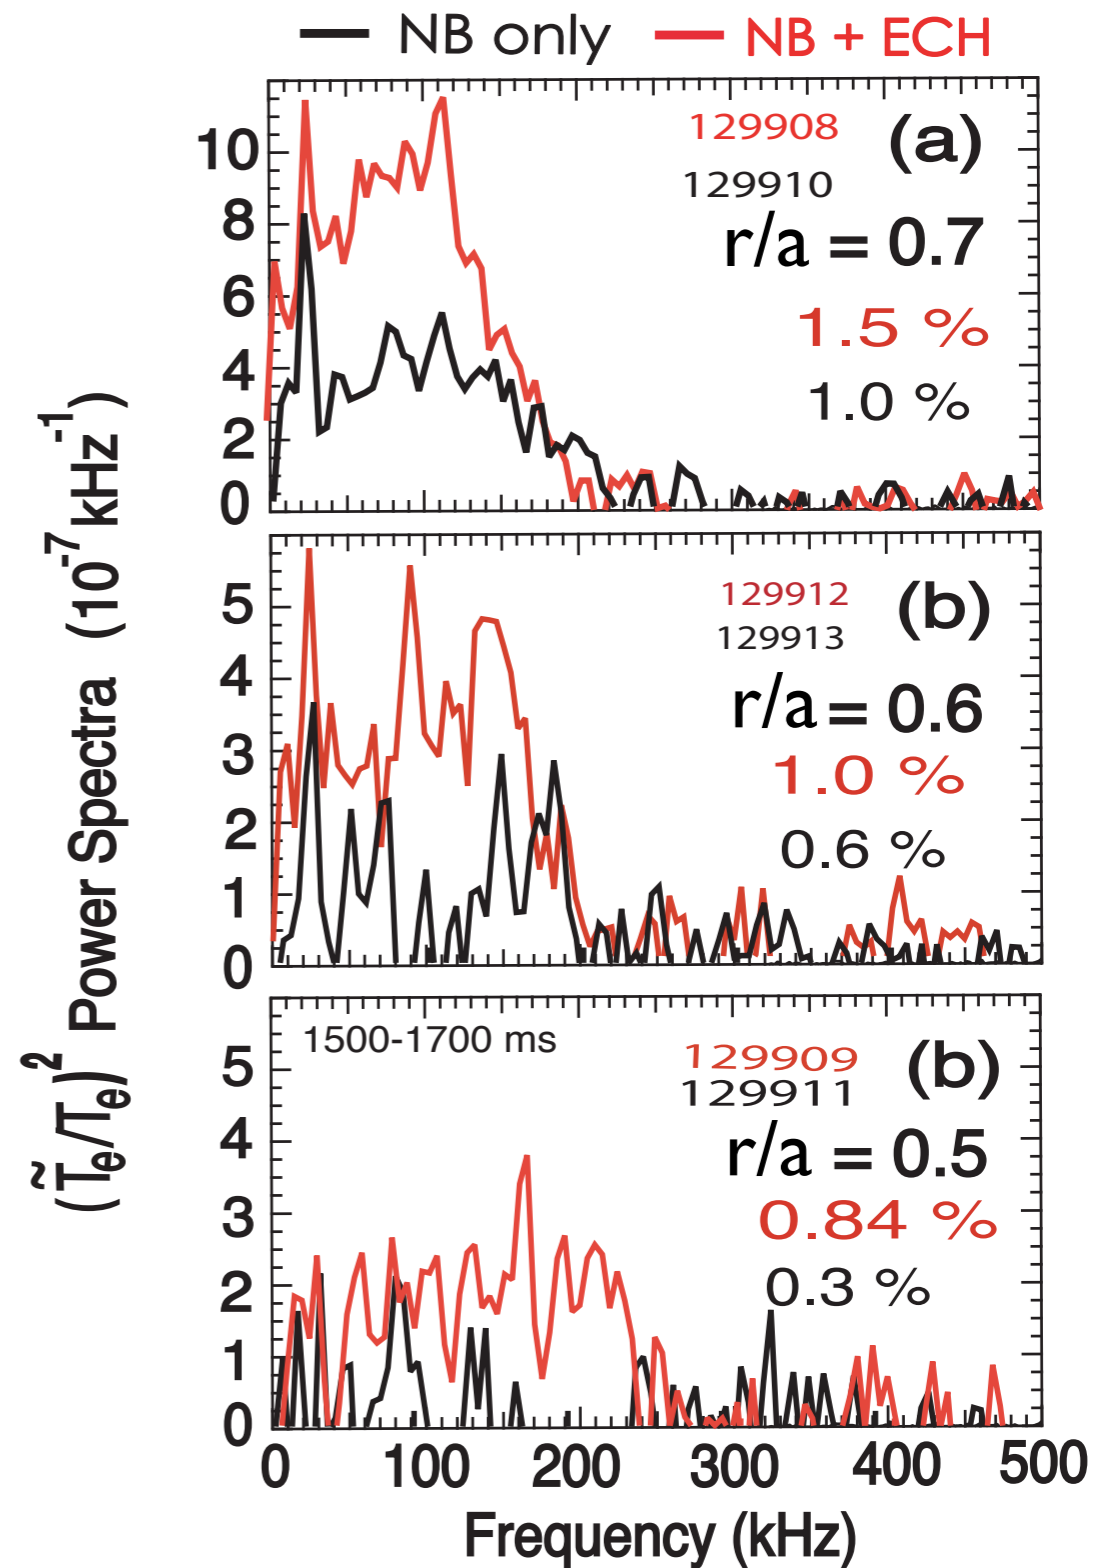 NB only NB + ECH
(T̃e/Te)² Power Spectra (10⁻⁷kHz⁻¹)
129908
(a)
129910
r/a = 0.7
1.5 %
1.0 %
10
8
6
4
2
0
129912
(b)
129913
r/a = 0.6
1.0 %
0.6 %
5
4
3
2
1
0
1500-1700 ms
129909
(b)
129911
r/a = 0.5
0.84 %
0.3 %
5
4
3
2
1
0
0 100 200 300 400 500
Frequency (kHz)